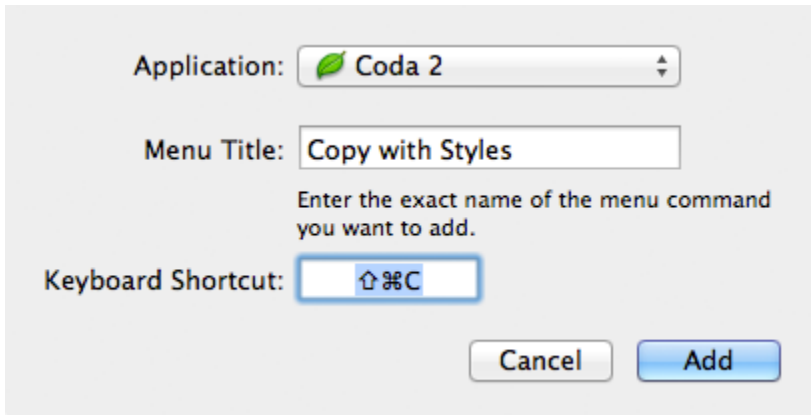 Application: Coda 2
Menu Title: Copy with Styles
Enter the exact name of the menu command
you want to add.
Keyboard Shortcut: ⇧⌘C
Cancel Add